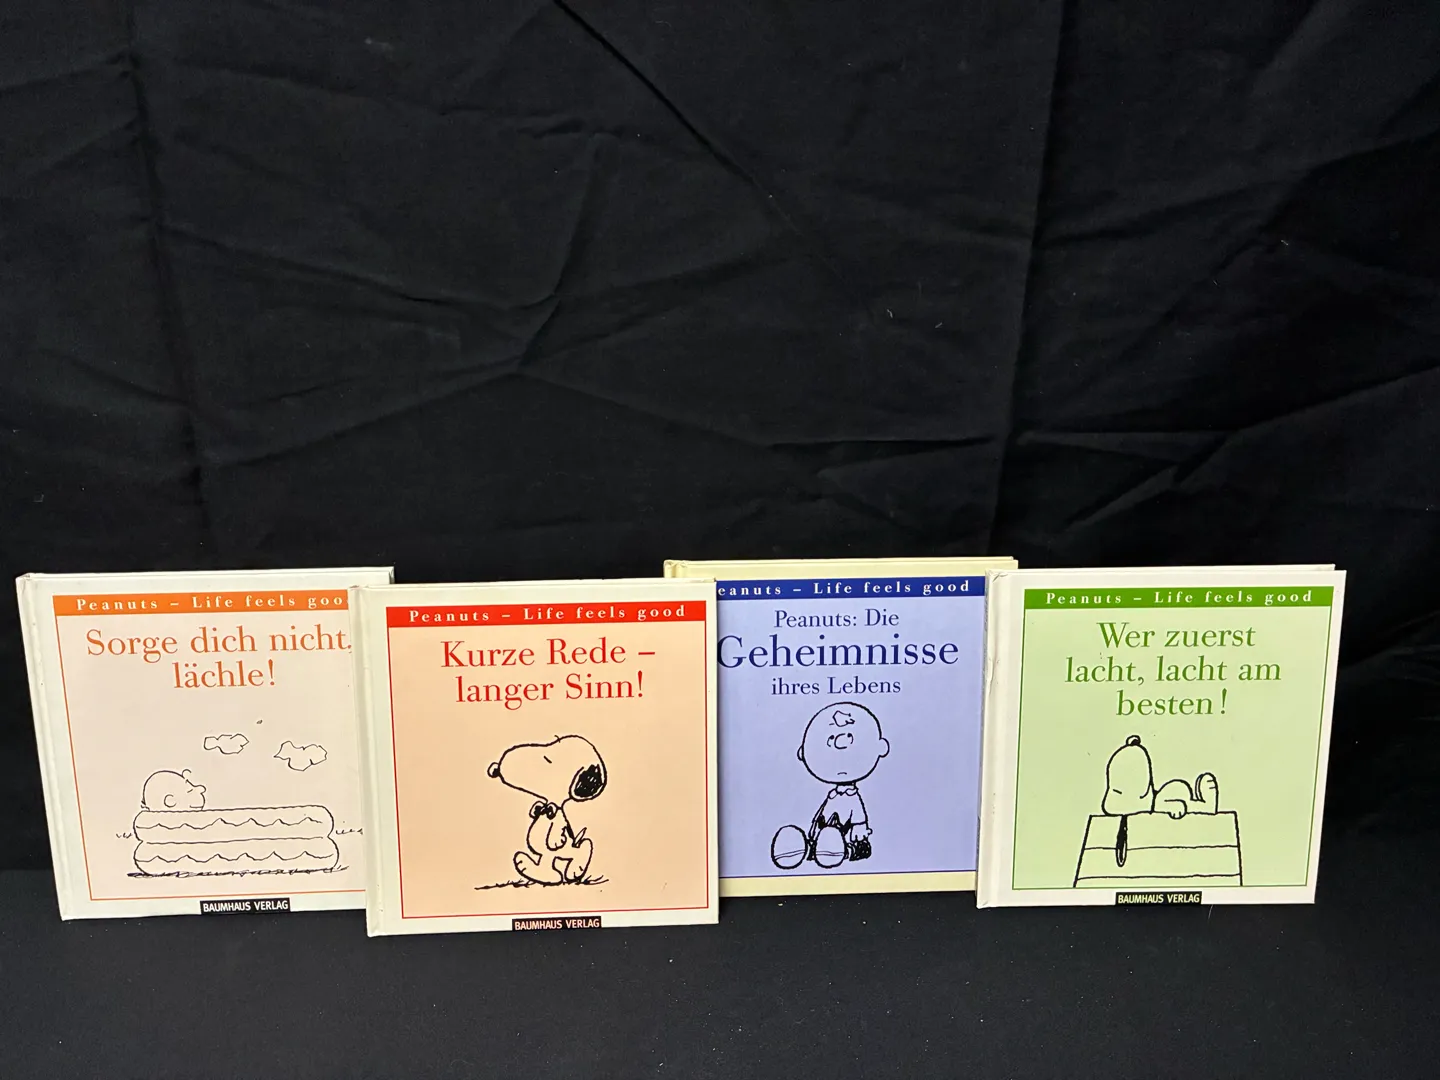 Peanuts – Life feels goo
Sorge dich nicht,
lächle!
BAUMHAUS VERLAG
Peanuts – Life feels good
Kurze Rede –
langer Sinn!
BAUMHAUS VERLAG
eanuts – Life feels good
Peanuts: Die
Geheimnisse
ihres Lebens
Peanuts – Life feels good
Wer zuerst
lacht, lacht am
besten!
BAUMHAUS VERLAG